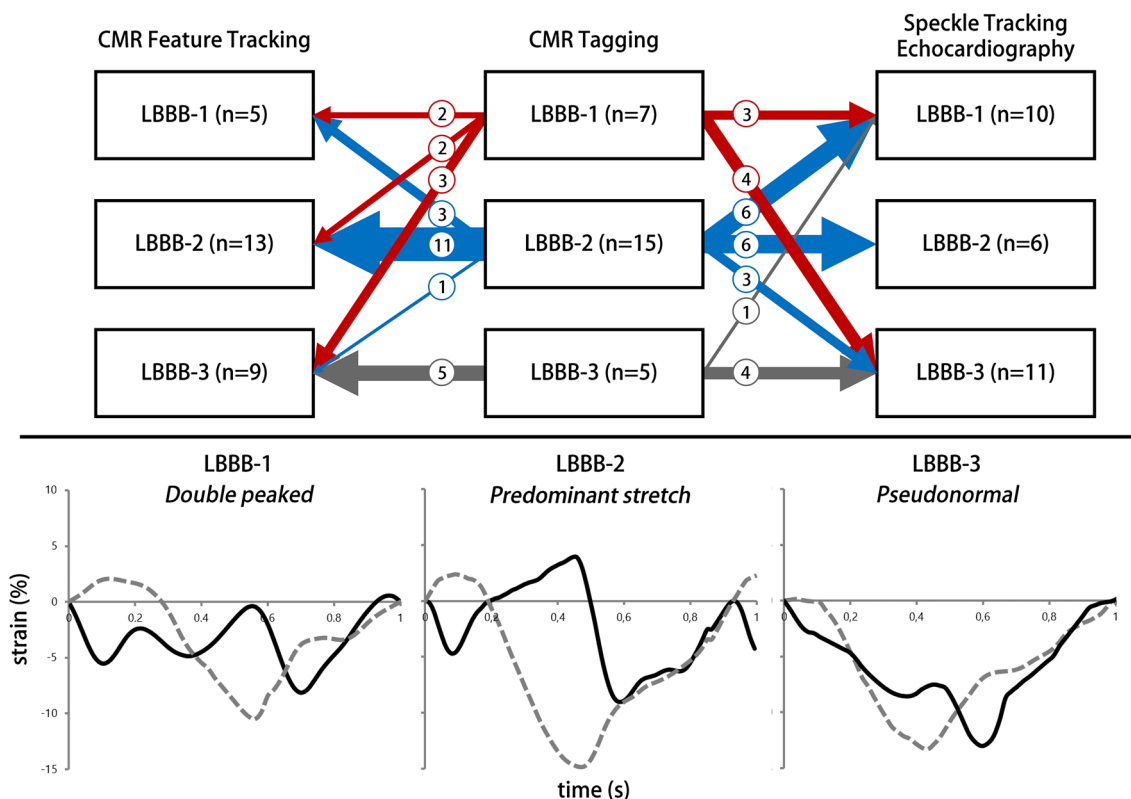 CMR Feature Tracking
CMR Tagging
Speckle Tracking
Echocardiography
LBBB-1 (n=5)
2
LBBB-1 (n=7)
3
LBBB-1 (n=10)
2
3
4
3
6
LBBB-2 (n=13)
11
LBBB-2 (n=15)
6
LBBB-2 (n=6)
1
3
1
LBBB-3 (n=9)
5
LBBB-3 (n=5)
4
LBBB-3 (n=11)
LBBB-1
Double peaked
LBBB-2
Predominant stretch
LBBB-3
Pseudonormal
strain (%)
10
5
0
-5
-10
-15
0 0,2 0,4 0,6 0,8 1
0 0,2 0,4 0,6 0,8 1
0 0,2 0,4 0,6 0,8 1
time (s)